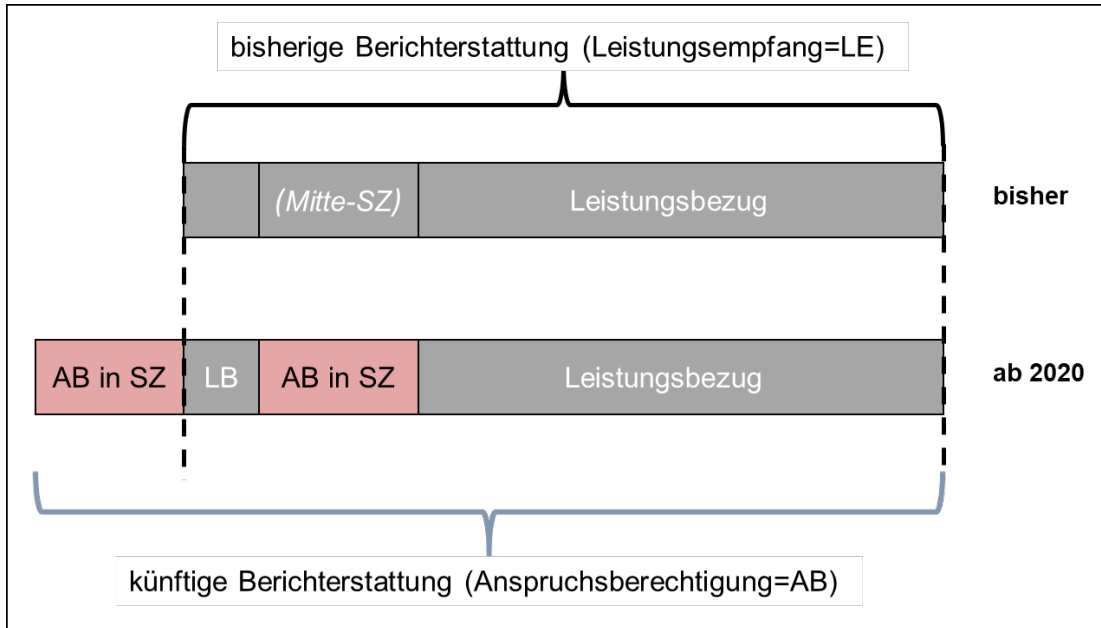 bisherige Berichterstattung (Leistungsempfang=LE)
(Mitte-SZ) Leistungsbezug bisher
AB in SZ LB AB in SZ Leistungsbezug ab 2020
künftige Berichterstattung (Anspruchsberechtigung=AB)